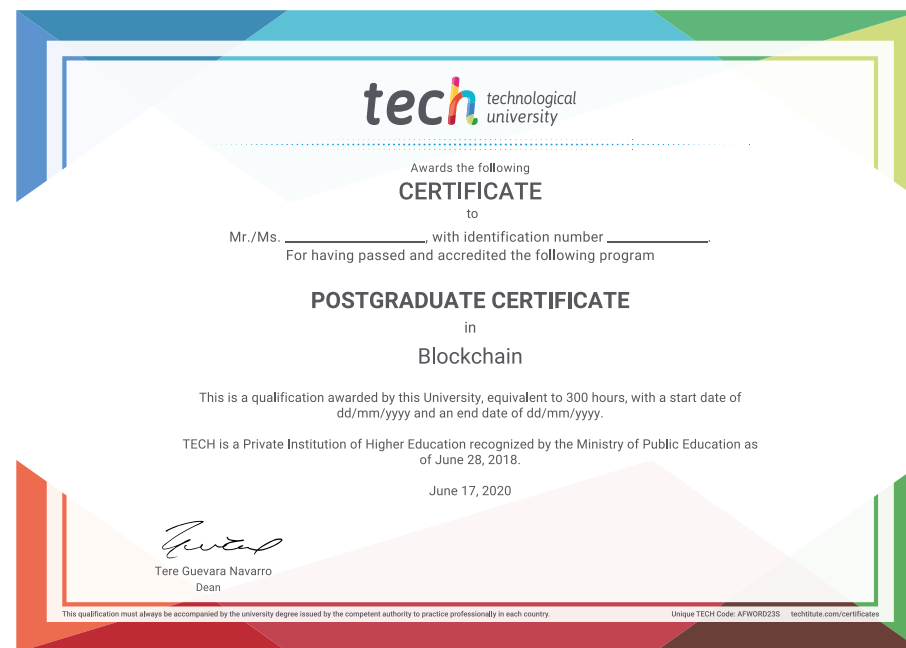 tech technological
university
Awards the following
CERTIFICATE
to
Mr./Ms. ____________________, with identification number ______________.
For having passed and accredited the following program
POSTGRADUATE CERTIFICATE
in
Blockchain
This is a qualification awarded by this University, equivalent to 300 hours, with a start date of
dd/mm/yyyy and an end date of dd/mm/yyyy.
TECH is a Private Institution of Higher Education recognized by the Ministry of Public Education as
of June 28, 2018.
June 17, 2020
Tere Guevara Navarro
Dean
This qualification must always be accompanied by the university degree issued by the competent authority to practice professionally in each country.
Unique TECH Code: AFWORD23S techtitute.com/certificates